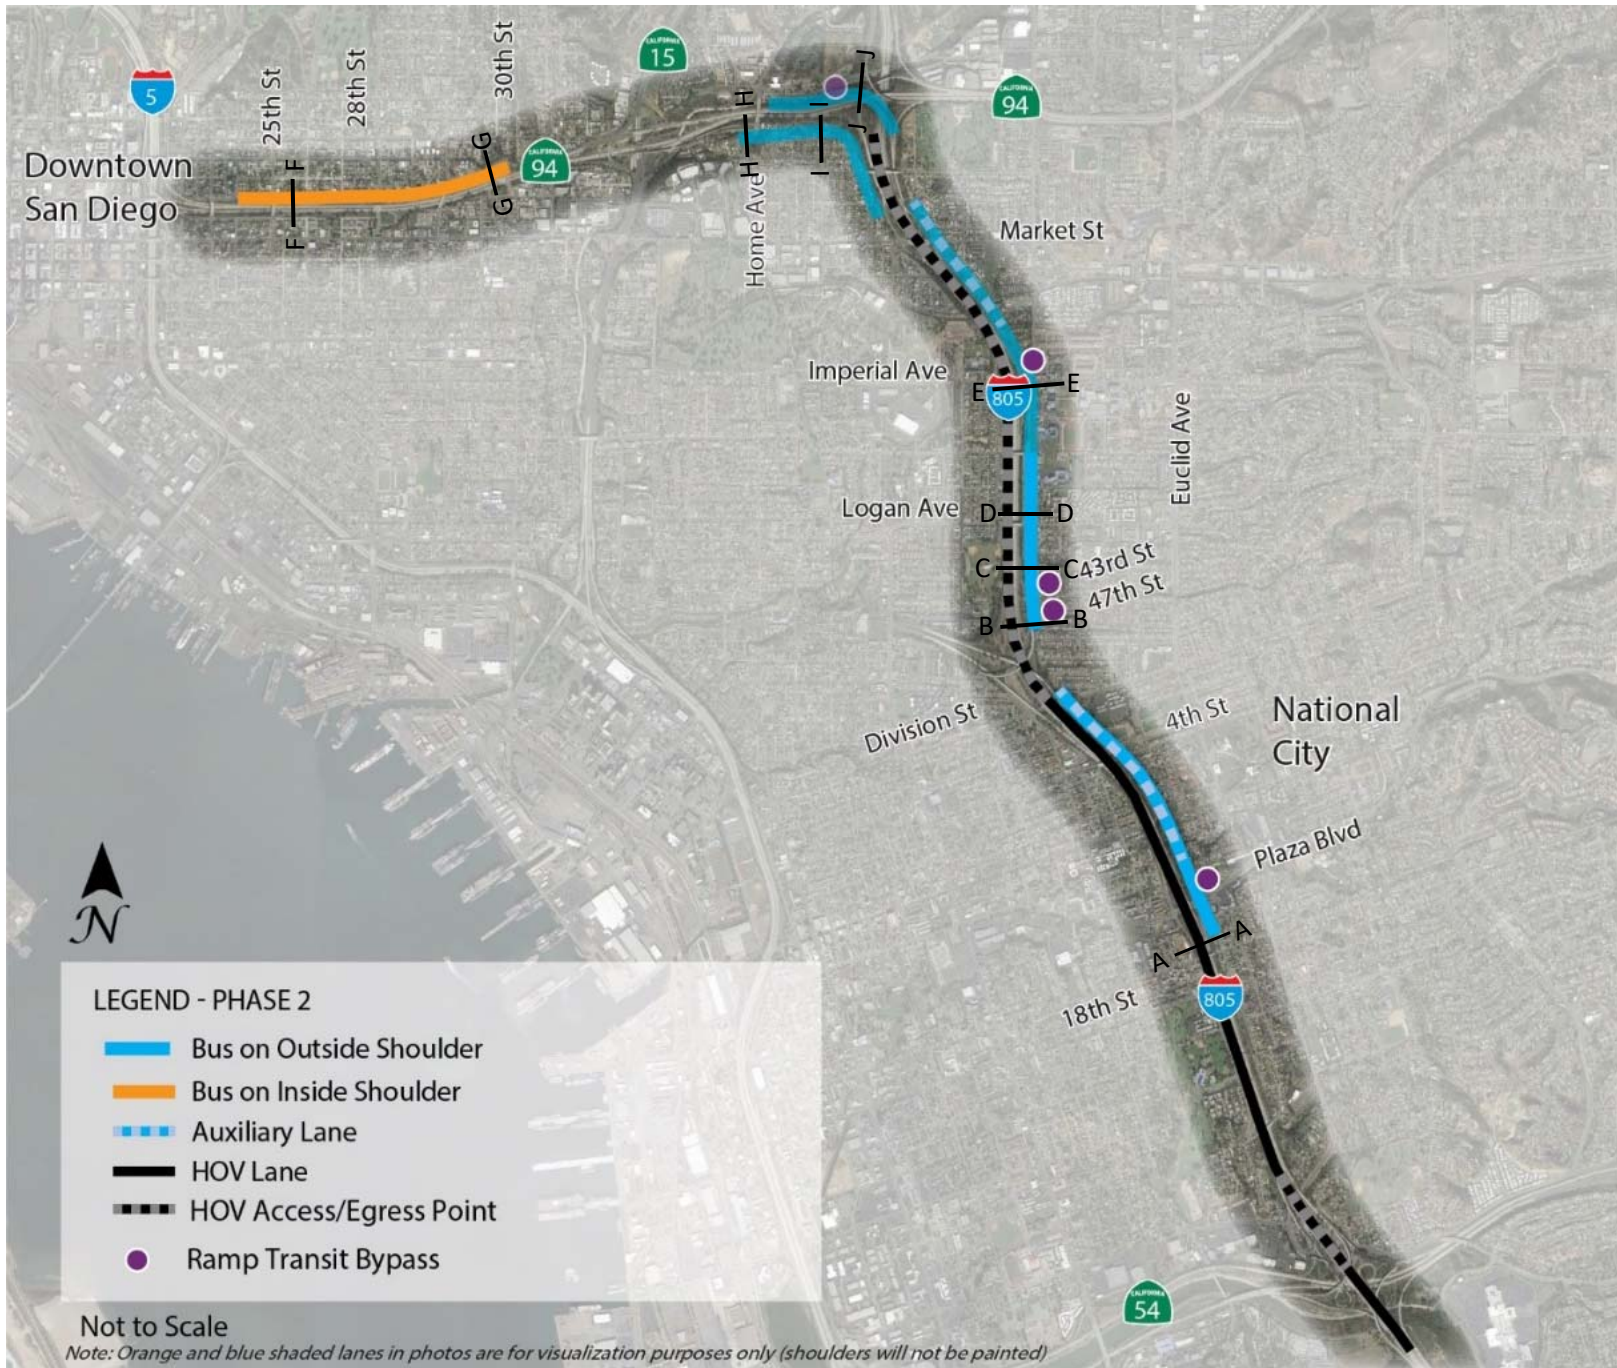 CALIFORNIA
15
5
25th St
28th St
30th St
CALIFORNIA
94
CALIFORNIA
94
Downtown
San Diego
F
F
G
G
H
H
I
I
J
J
Home Ave
Market St
Imperial Ave
E
E
805
Euclid Ave
Logan Ave
D
D
C
C
43rd St
47th St
B
B
Division St
4th St
National
City
Plaza Blvd
A
A
18th St
805
CALIFORNIA
54
N
LEGEND - PHASE 2
Bus on Outside Shoulder
Bus on Inside Shoulder
Auxiliary Lane
HOV Lane
HOV Access/Egress Point
Ramp Transit Bypass
Not to Scale
Note: Orange and blue shaded lanes in photos are for visualization purposes only (shoulders will not be painted)